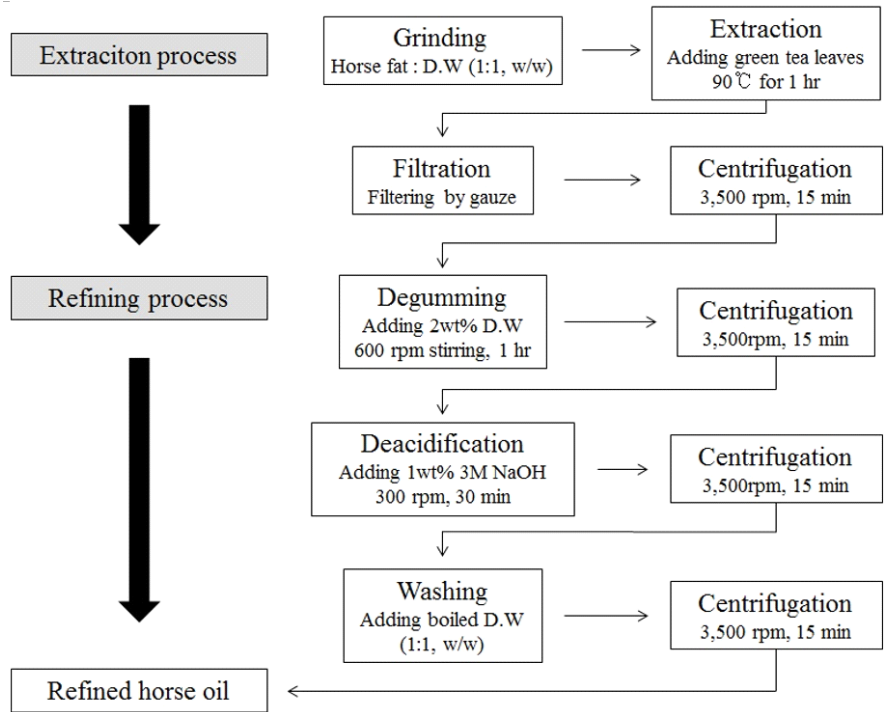 Extraciton process
Grinding
Horse fat : D.W (1:1, w/w)
Extraction
Adding green tea leaves
90℃ for 1 hr
Filtration
Filtering by gauze
Centrifugation
3,500 rpm, 15 min
Refining process
Degumming
Adding 2wt% D.W
600 rpm stirring, 1 hr
Centrifugation
3,500rpm, 15 min
Deacidification
Adding 1wt% 3M NaOH
300 rpm, 30 min
Centrifugation
3,500rpm, 15 min
Washing
Adding boiled D.W
(1:1, w/w)
Centrifugation
3,500 rpm, 15 min
Refined horse oil